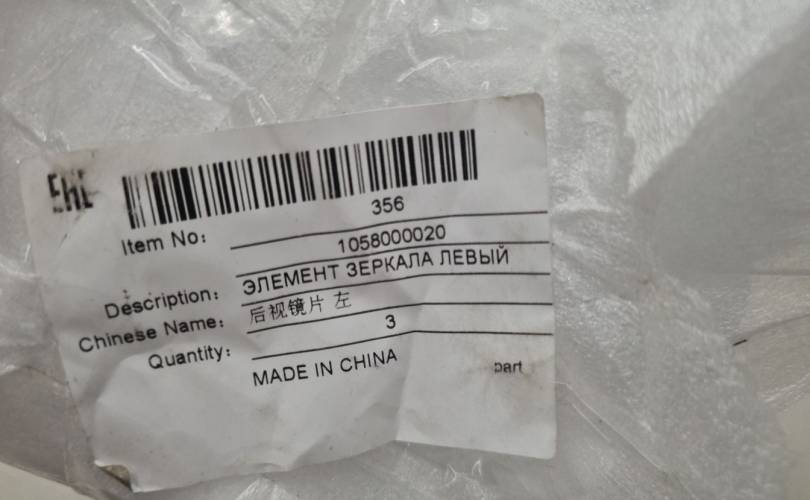 EAC
356
Item No: 1058000020
Description: ЭЛЕМЕНТ ЗЕРКАЛА ЛЕВЫЙ
Chinese Name: 后视镜片 左
Quantity: 3
MADE IN CHINA
part